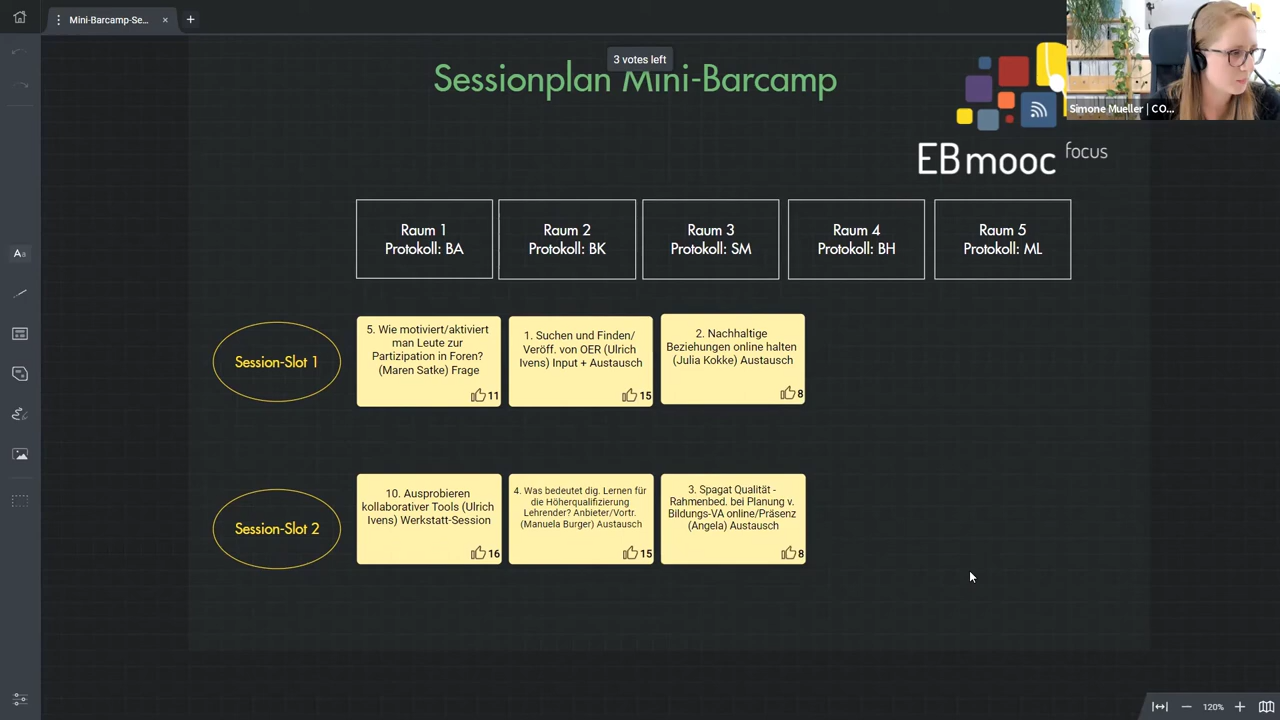 Mini-Barcamp-Se...
3 votes left
Sessionplan Mini-Barcamp
Simone Mueller | CO...
EBmooc focus
Raum 1
Protokoll: BA
Raum 2
Protokoll: BK
Raum 3
Protokoll: SM
Raum 4
Protokoll: BH
Raum 5
Protokoll: ML
Session-Slot 1
5. Wie motiviert/aktiviert
man Leute zur
Partizipation in Foren?
(Maren Satke) Frage
11
1. Suchen und Finden/
Veröff. von OER (Ulrich
Ivens) Input + Austausch
15
2. Nachhaltige
Beziehungen online halten
(Julia Kokke) Austausch
8
Session-Slot 2
10. Ausprobieren
kollaborativer Tools (Ulrich
Ivens) Werkstatt-Session
16
4. Was bedeutet dig. Lernen für
die Höherqualifizierung
Lehrender? Anbieter/Vortr.
(Manuela Burger) Austausch
15
3. Spagat Qualität -
Rahmenbed. bei Planung v.
Bildungs-VA online/Präsenz
(Angela) Austausch
8
Aa
120%